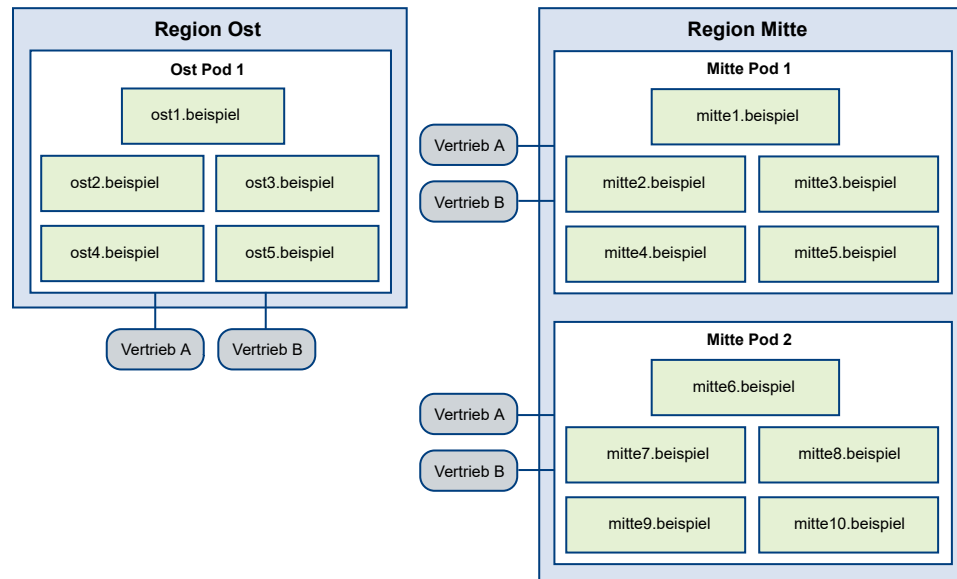 Region Ost
Ost Pod 1
ost1.beispiel
ost2.beispiel
ost3.beispiel
ost4.beispiel
ost5.beispiel
Vertrieb A
Vertrieb B
Region Mitte
Mitte Pod 1
mitte1.beispiel
Vertrieb A
mitte2.beispiel
mitte3.beispiel
Vertrieb B
mitte4.beispiel
mitte5.beispiel
Mitte Pod 2
mitte6.beispiel
Vertrieb A
mitte7.beispiel
mitte8.beispiel
Vertrieb B
mitte9.beispiel
mitte10.beispiel